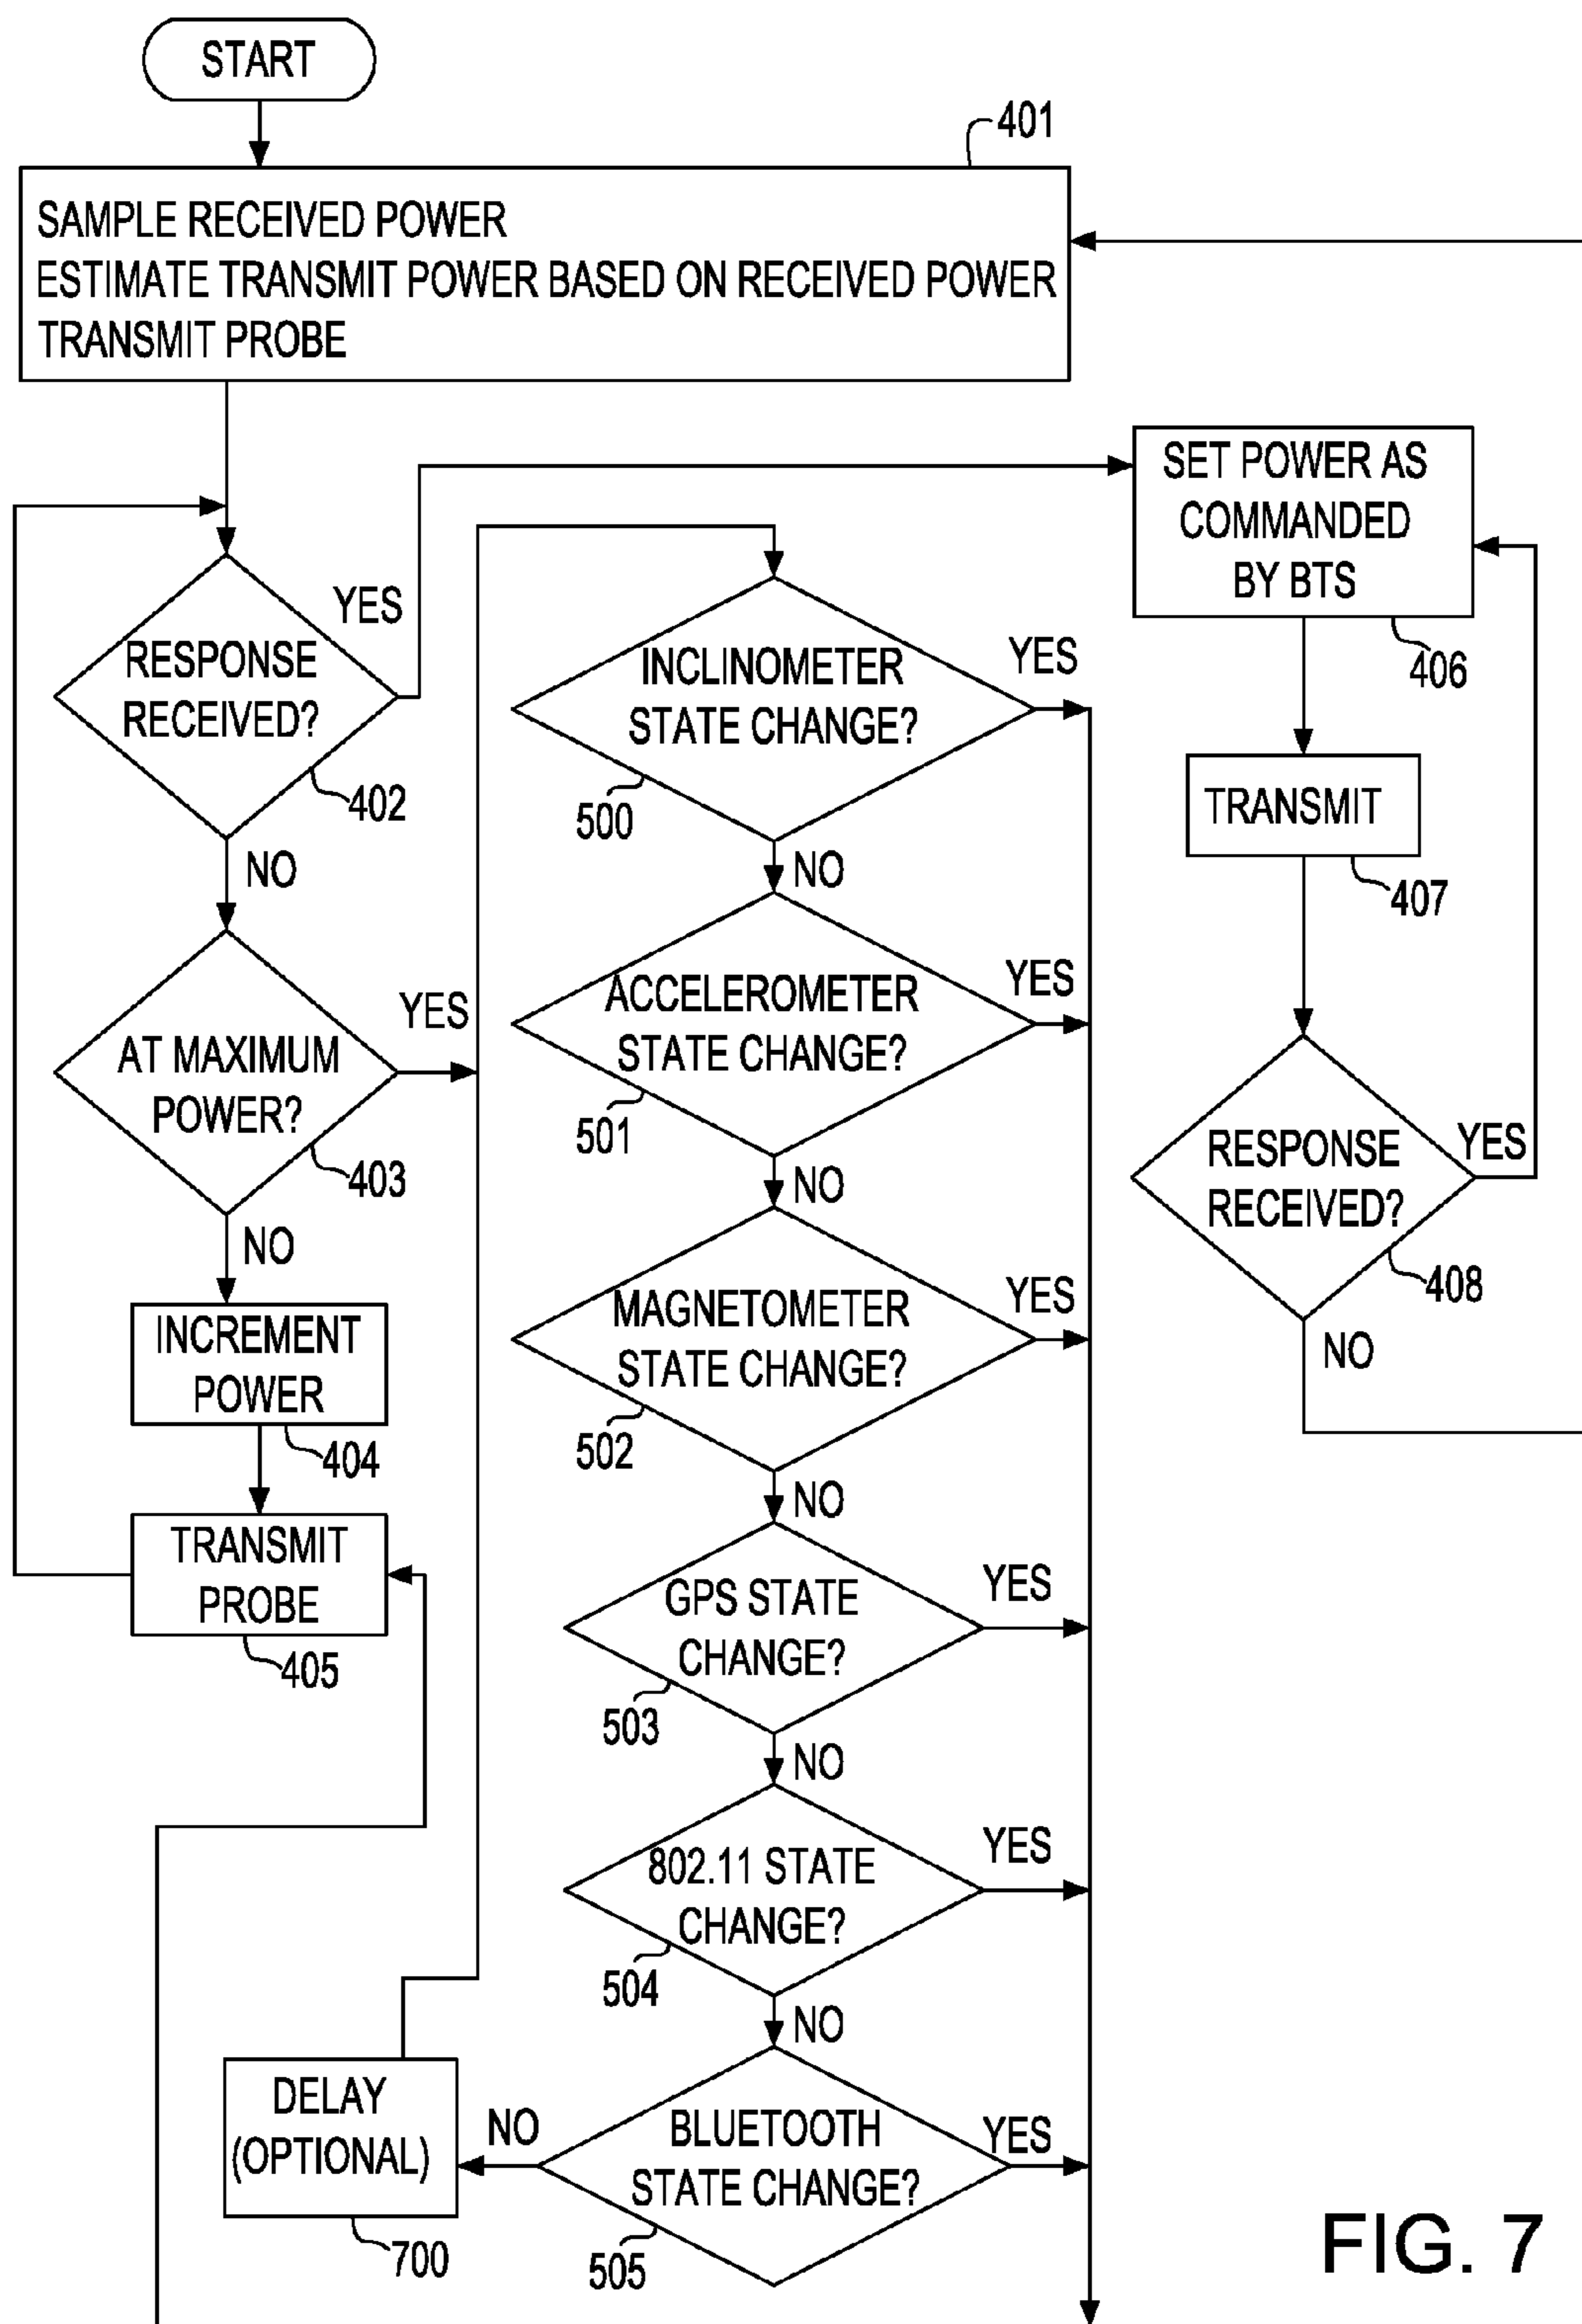 START
401
SAMPLE RECEIVED POWER
ESTIMATE TRANSMIT POWER BASED ON RECEIVED POWER
TRANSMIT PROBE
RESPONSE
RECEIVED?
YES
402
NO
AT MAXIMUM
POWER?
YES
403
NO
INCREMENT
POWER
404
TRANSMIT
PROBE
405
INCLINOMETER
STATE CHANGE?
YES
500
NO
ACCELEROMETER
STATE CHANGE?
YES
501
NO
MAGNETOMETER
STATE CHANGE?
YES
502
NO
GPS STATE
CHANGE?
YES
503
NO
802.11 STATE
CHANGE?
YES
504
NO
BLUETOOTH
STATE CHANGE?
YES
505
NO
DELAY
(OPTIONAL)
700
SET POWER AS
COMMANDED
BY BTS
406
TRANSMIT
407
RESPONSE
RECEIVED?
YES
408
NO
FIG. 7